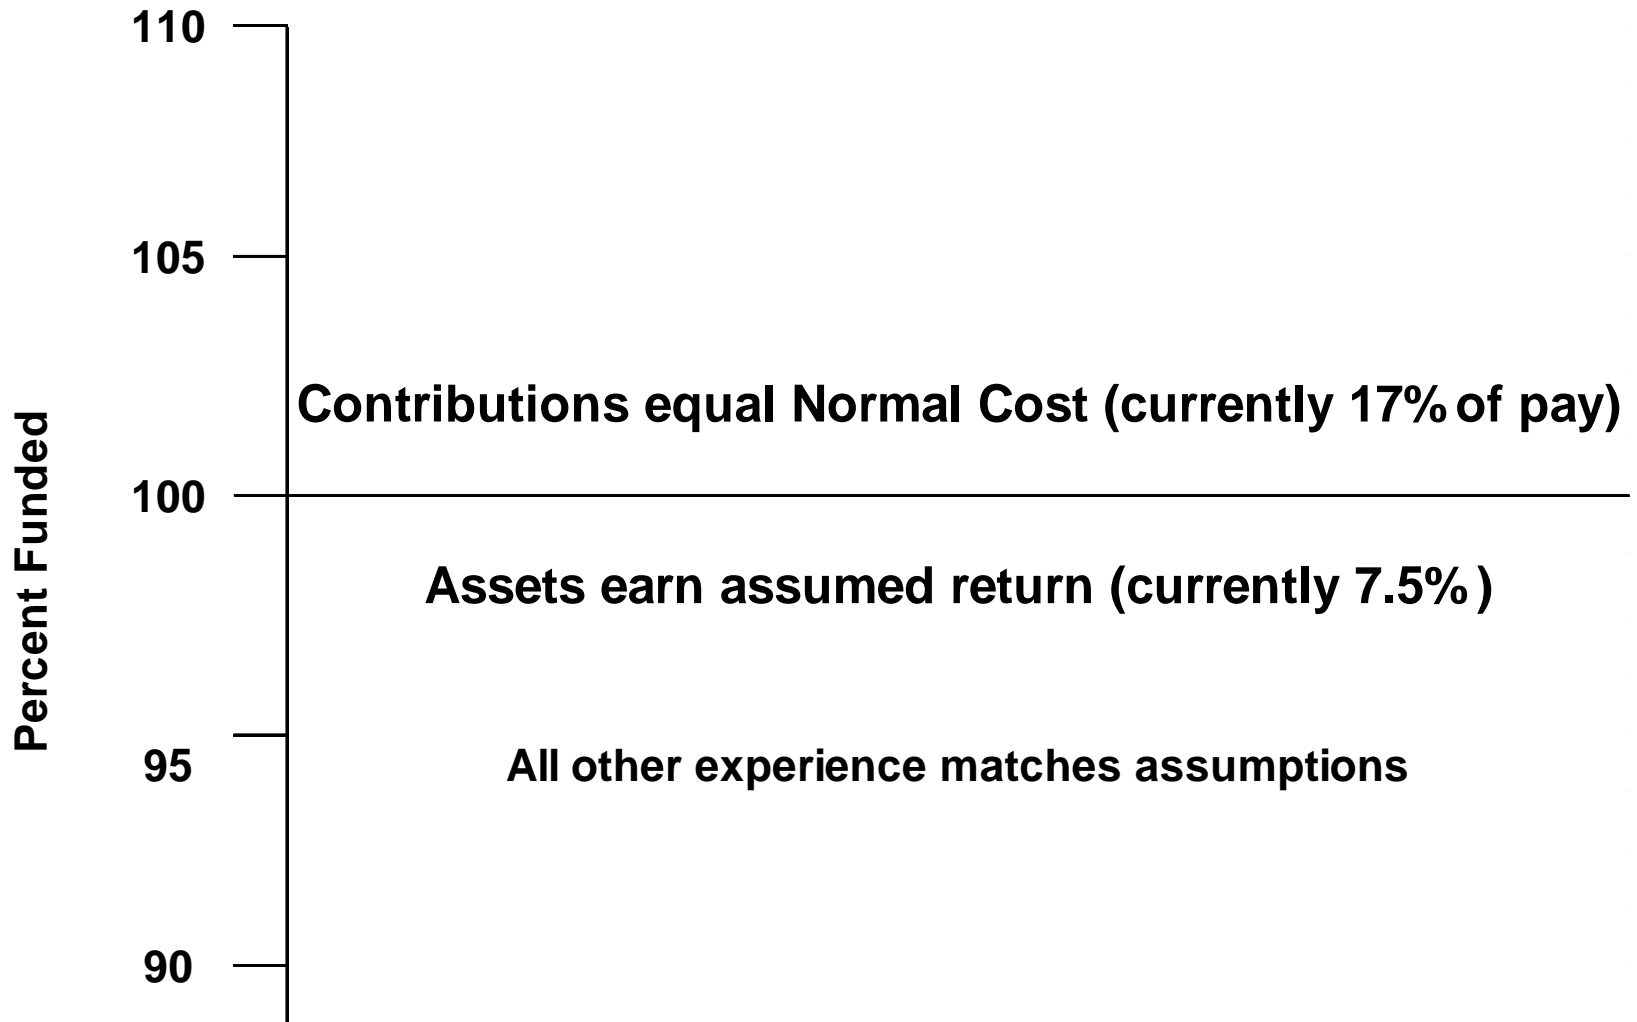 110
105
Contributions equal Normal Cost (currently 17% of pay)
Percent Funded
100
Assets earn assumed return (currently 7.5%)
95
All other experience matches assumptions
90